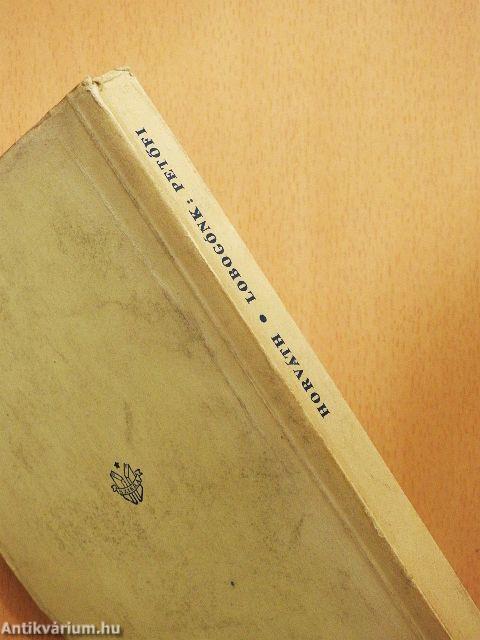 HORVÁTH • LOBOGÓNK: PETŐFI
Antikvárium.hu